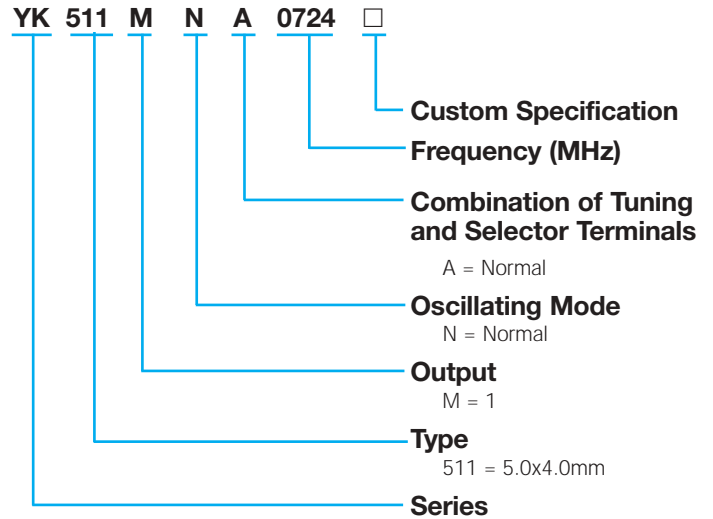 YK 511 M N A 0724 □
Custom Specification
Frequency (MHz)
Combination of Tuning
and Selector Terminals
A = Normal
Oscillating Mode
N = Normal
Output
M = 1
Type
511 = 5.0x4.0mm
Series